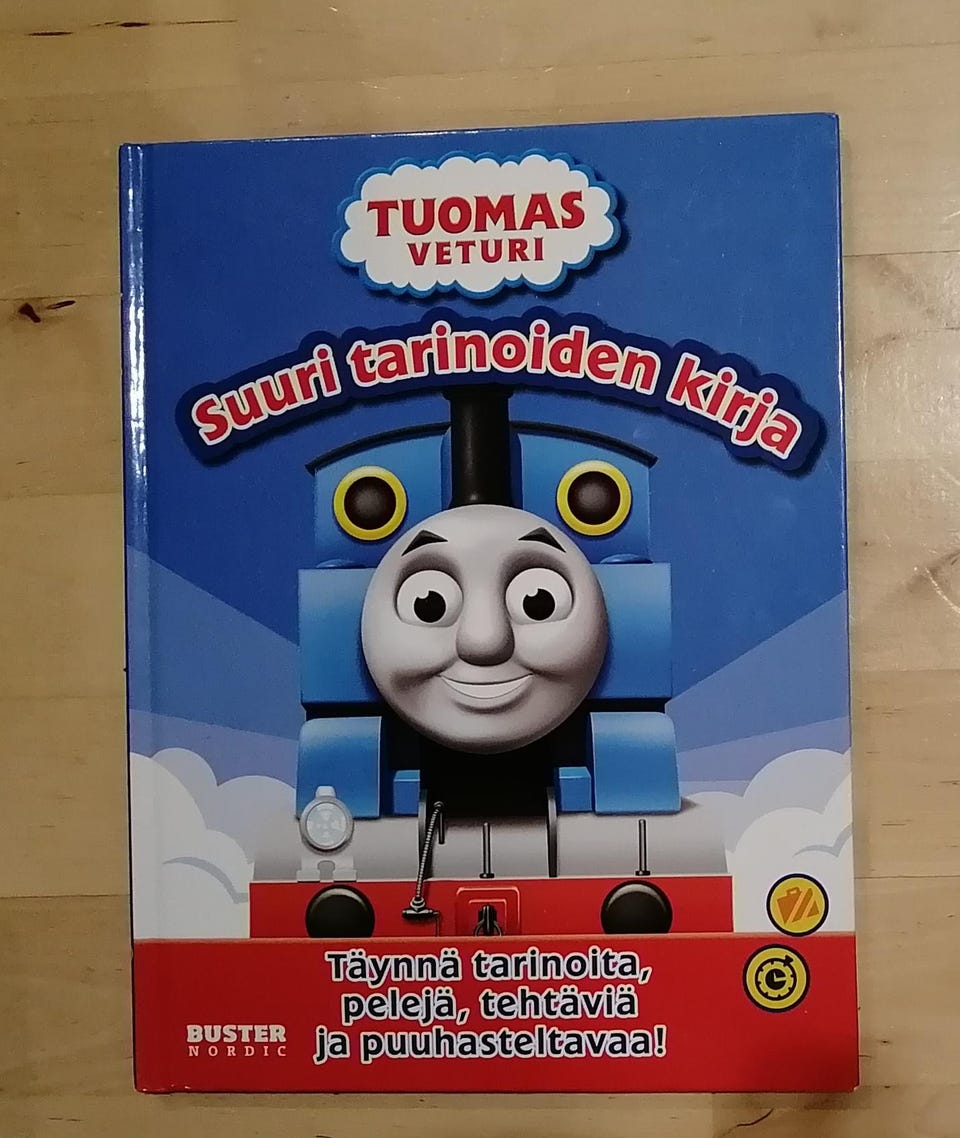 TUOMAS
VETURI
Suuri tarinoiden kirja
Täynnä tarinoita,
pelejä, tehtäviä
ja puuhasteltavaa!
BUSTER
NORDIC